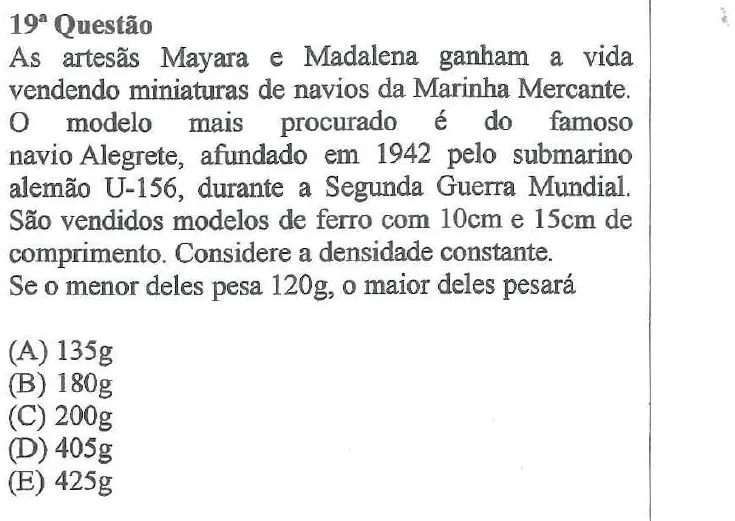 19ª Questão
As artesãs Mayara e Madalena ganham a vida
vendendo miniaturas de navios da Marinha Mercante.
O modelo mais procurado é do famoso
navio Alegrete, afundado em 1942 pelo submarino
alemão U-156, durante a Segunda Guerra Mundial.
São vendidos modelos de ferro com 10cm e 15cm de
comprimento. Considere a densidade constante.
Se o menor deles pesa 120g, o maior deles pesará
(A) 135g
(B) 180g
(C) 200g
(D) 405g
(E) 425g